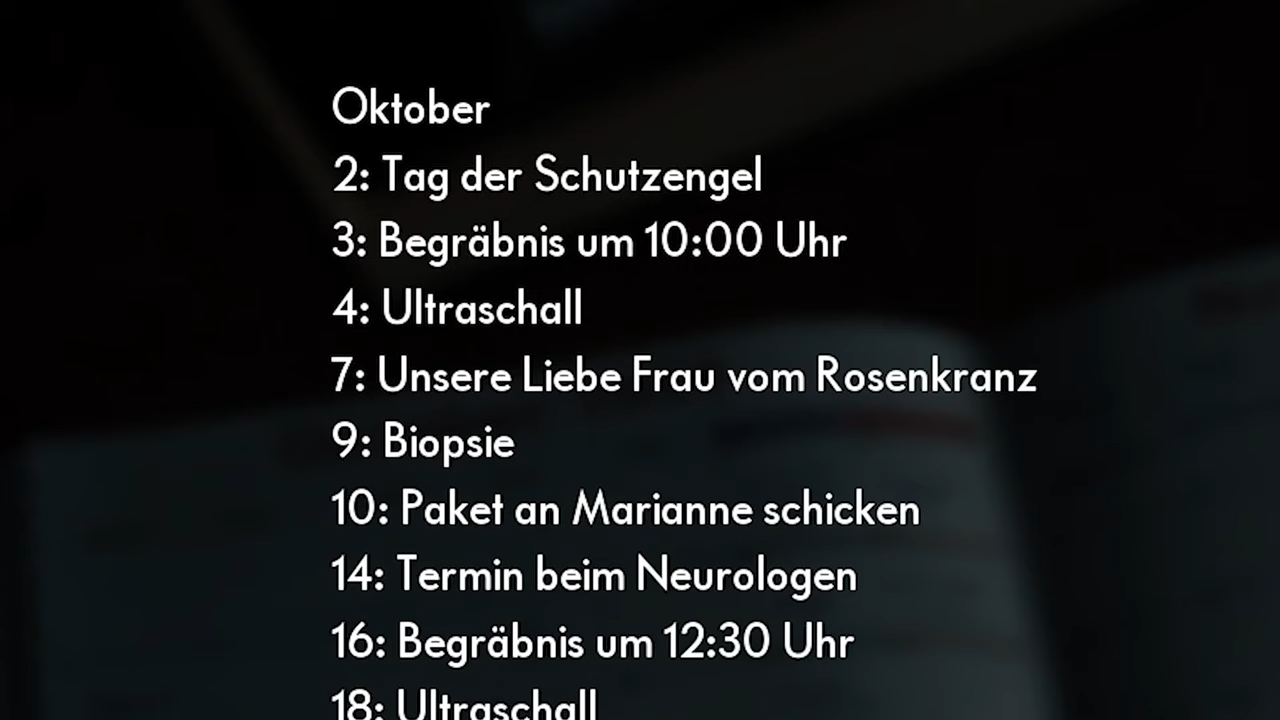 Oktober
2: Tag der Schutzengel
3: Begräbnis um 10:00 Uhr
4: Ultraschall
7: Unsere Liebe Frau vom Rosenkranz
9: Biopsie
10: Paket an Marianne schicken
14: Termin beim Neurologen
16: Begräbnis um 12:30 Uhr
18: Ultraschall